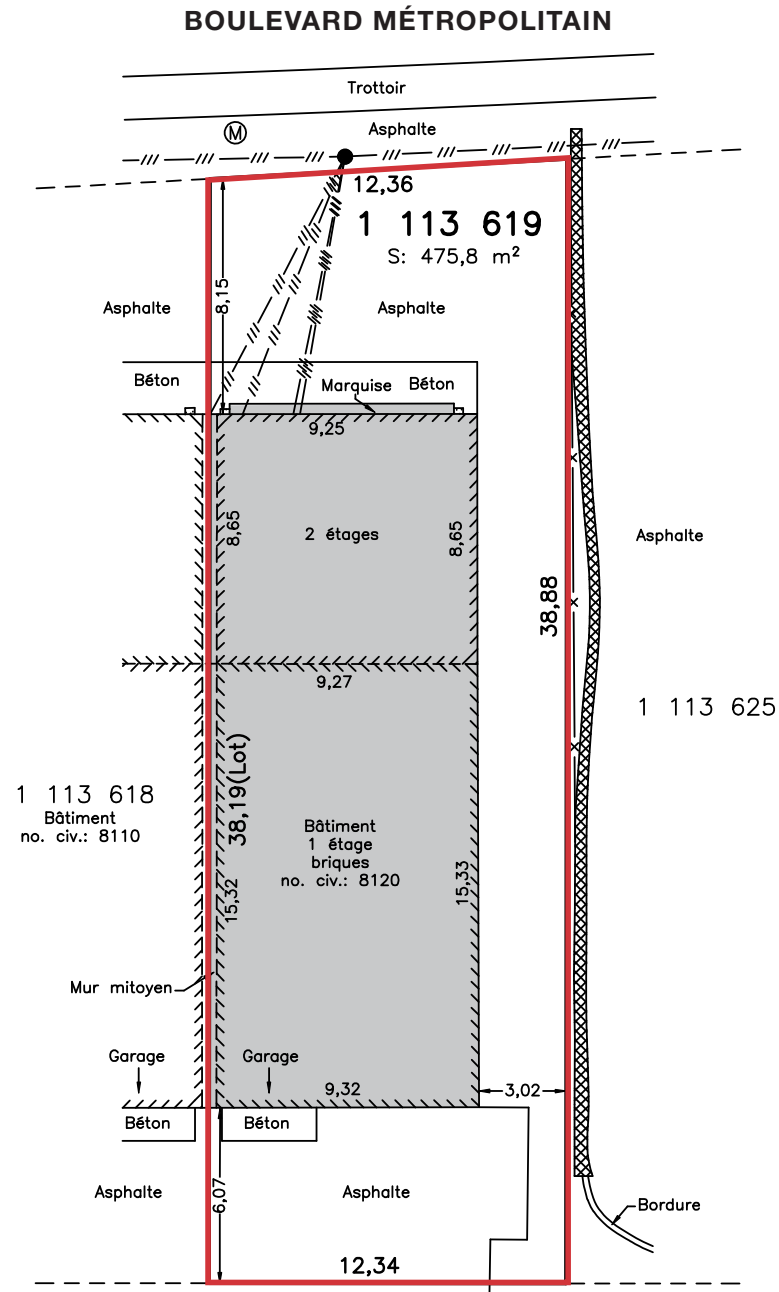 BOULEVARD MÉTROPOLITAIN
Trottoir
M
Asphalte
12,36
1 113 619
S: 475,8 m²
8,15
Asphalte
Asphalte
Béton
Marquise
Béton
9,25
8,65
2 étages
8,65
Asphalte
38,88
9,27
1 113 625
38,19(Lot)
1 113 618
Bâtiment
no. civ.: 8110
Bâtiment
1 étage
briques
no. civ.: 8120
15,32
15,33
Mur mitoyen
Garage
Garage
9,32
3,02
Béton
Béton
6,07
Asphalte
Asphalte
Bordure
12,34